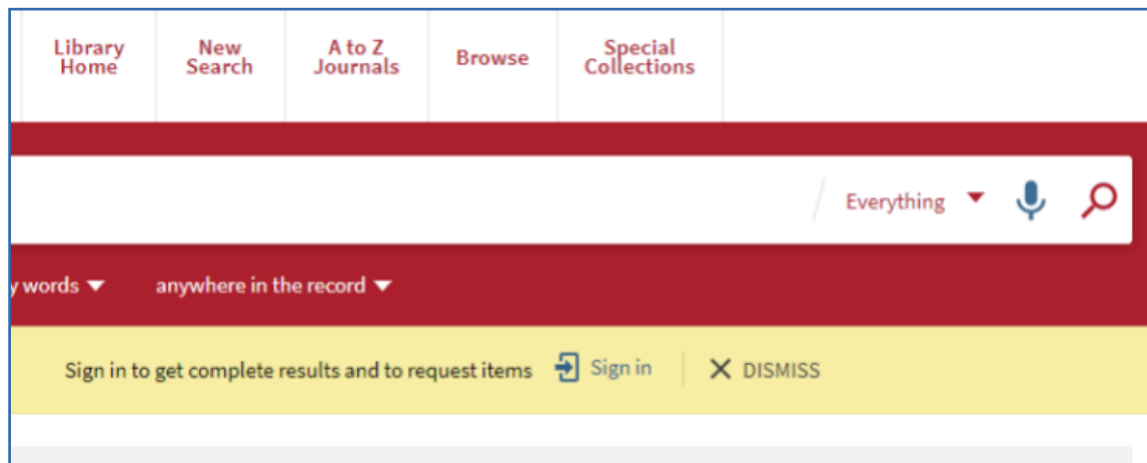 Library Home
New Search
A to Z Journals
Browse
Special Collections
Everything
words anywhere in the record
Sign in to get complete results and to request items Sign in DISMISS